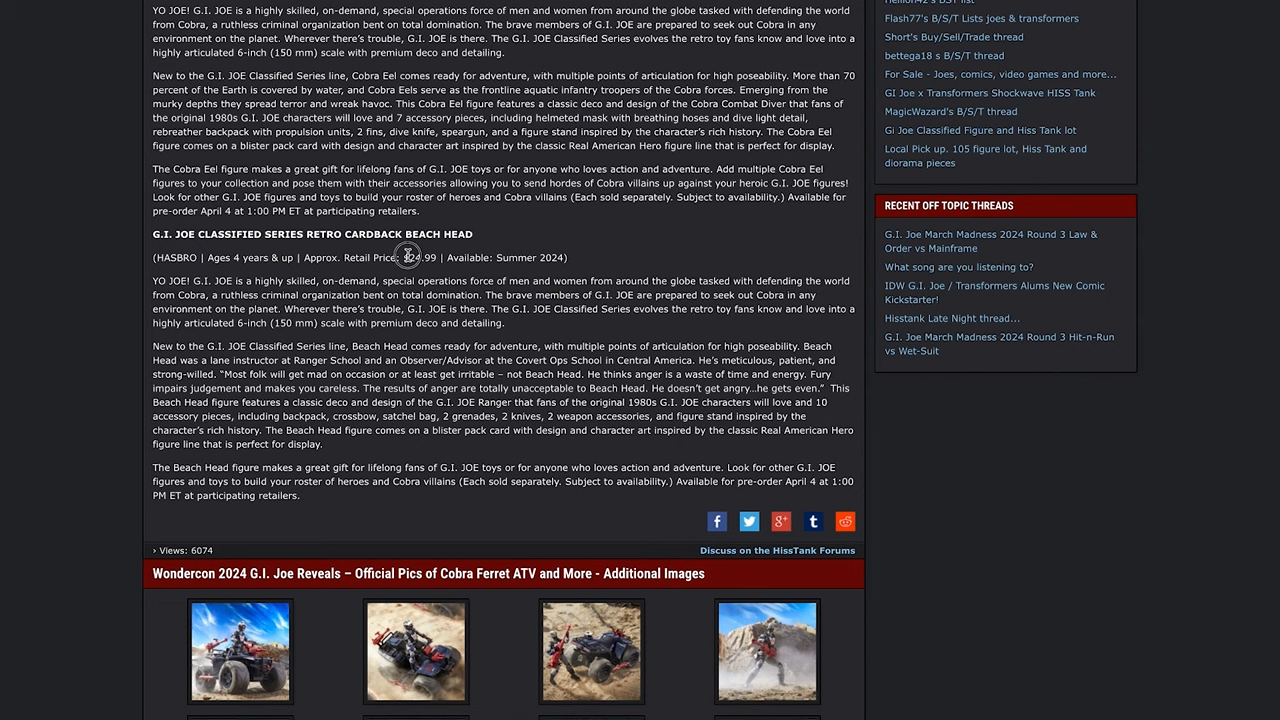 YO JOE! G.I. JOE is a highly skilled, on-demand, special operations force of men and women from around the globe tasked with defending the world
from Cobra, a ruthless criminal organization bent on total domination. The brave members of G.I. JOE are prepared to seek out Cobra in any
environment on the planet. Wherever there's trouble, G.I. JOE is there. The G.I. JOE Classified Series evolves the retro toy fans know and love into a
highly articulated 6-inch (150 mm) scale with premium deco and detailing.
New to the G.I. JOE Classified Series line, Cobra Eel comes ready for adventure, with multiple points of articulation for high poseability. More than 70
percent of the Earth is covered by water, and Cobra Eels serve as the frontline aquatic infantry troopers of the Cobra forces. Emerging from the
murky depths they spread terror and wreak havoc. This Cobra Eel figure features a classic deco and design of the Cobra Combat Diver that fans of
the original 1980s G.I. JOE characters will love and 7 accessory pieces, including helmeted mask with breathing hoses and dive light detail,
rebreather backpack with propulsion units, 2 fins, dive knife, speargun, and a figure stand inspired by the character's rich history. The Cobra Eel
figure comes on a blister pack card with design and character art inspired by the classic Real American Hero figure line that is perfect for display.
The Cobra Eel figure makes a great gift for lifelong fans of G.I. JOE toys or for anyone who loves action and adventure. Add multiple Cobra Eel
figures to your collection and pose them with their accessories allowing you to send hordes of Cobra villains up against your heroic G.I. JOE figures!
Look for other G.I. JOE figures and toys to build your roster of heroes and Cobra villains (Each sold separately. Subject to availability.) Available for
pre-order April 4 at 1:00 PM ET at participating retailers.
G.I. JOE CLASSIFIED SERIES RETRO CARDBACK BEACH HEAD
(HASBRO | Ages 4 years & up | Approx. Retail Price: .99 | Available: Summer 2024)
YO JOE! G.I. JOE is a highly skilled, on-demand, special operations force of men and women from around the globe tasked with defending the world
from Cobra, a ruthless criminal organization bent on total domination. The brave members of G.I. JOE are prepared to seek out Cobra in any
environment on the planet. Wherever there's trouble, G.I. JOE is there. The G.I. JOE Classified Series evolves the retro toy fans know and love into a
highly articulated 6-inch (150 mm) scale with premium deco and detailing.
New to the G.I. JOE Classified Series line, Beach Head comes ready for adventure, with multiple points of articulation for high poseability. Beach
Head was a lane instructor at Ranger School and an Observer/Advisor at the Covert Ops School in Central America. He's meticulous, patient, and
strong-willed. "Most folk will get mad on occasion or at least get irritable – not Beach Head. He thinks anger is a waste of time and energy. Fury
impairs judgement and makes you careless. The results of anger are totally unacceptable to Beach Head. He doesn't get angry…he gets even." This
Beach Head figure features a classic deco and design of the G.I. JOE Ranger that fans of the original 1980s G.I. JOE characters will love and 10
accessory pieces, including backpack, crossbow, satchel bag, 2 grenades, 2 knives, 2 weapon accessories, and figure stand inspired by the
character's rich history. The Beach Head figure comes on a blister pack card with design and character art inspired by the classic Real American Hero
figure line that is perfect for display.
The Beach Head figure makes a great gift for lifelong fans of G.I. JOE toys or for anyone who loves action and adventure. Look for other G.I. JOE
figures and toys to build your roster of heroes and Cobra villains (Each sold separately. Subject to availability.) Available for pre-order April 4 at 1:00
PM ET at participating retailers.
f
g+
t
› Views: 6074
Discuss on the HissTank Forums
Wondercon 2024 G.I. Joe Reveals – Official Pics of Cobra Ferret ATV and More - Additional Images
Flash77's B/S/T Lists joes & transformers
Short's Buy/Sell/Trade thread
bettega18 s B/S/T thread
For Sale - Joes, comics, video games and more...
GI Joe x Transformers Shockwave HISS Tank
MagicWazard's B/S/T thread
Gi Joe Classified Figure and Hiss Tank lot
Local Pick up. 105 figure lot, Hiss Tank and
diorama pieces
RECENT OFF TOPIC THREADS
G.I. Joe March Madness 2024 Round 3 Law &
Order vs Mainframe
What song are you listening to?
IDW G.I. Joe / Transformers Alums New Comic
Kickstarter!
Hisstank Late Night thread...
G.I. Joe March Madness 2024 Round 3 Hit-n-Run
vs Wet-Suit